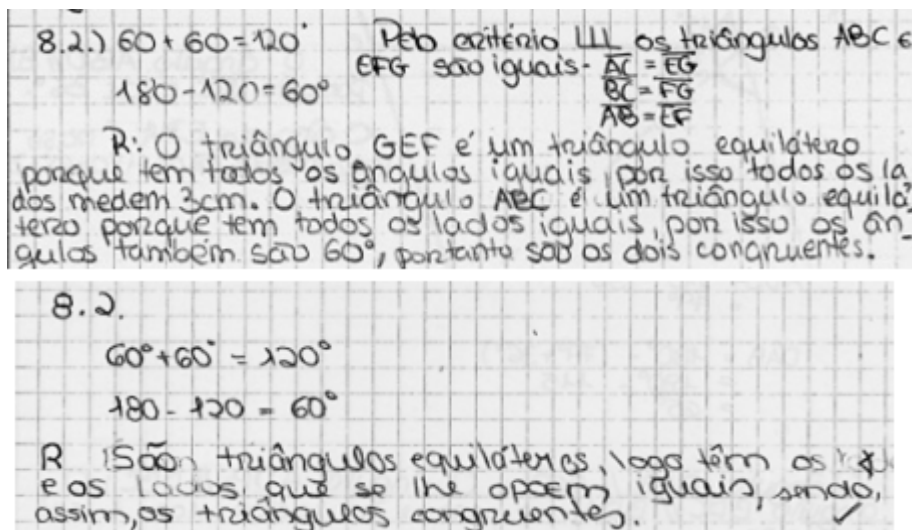 8.2.) 60 + 60 = 120°
180 - 120 = 60°
Pelo critério LLL os triângulos ABC e
EFG são iguais - AC = EG
BC = FG
AB = EF
R: O triângulo GEF é um triângulo equilátero
porque tem todos os ângulos iguais, por isso todos os la
dos medem 3cm. O triângulo ABC é um triângulo equilá-
tero porque tem todos os lados iguais, por isso os ân-
gulos também são 60°, portanto são os dois congruentes.
8.2.
60° + 60° = 120°
180 - 120 = 60°
R São triângulos equiláteros, logo têm os
e os lados que se lhe opoem iguais, sendo,
assim, os triângulos congruentes. ✓